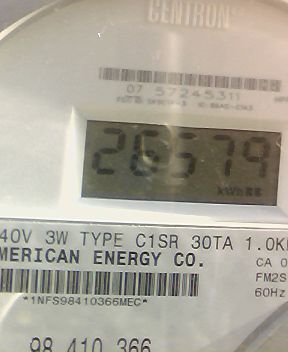 CENTRON
07 57245311
26579
kWh
40V 3W TYPE C1SR 30TA 1.0K
MERICAN ENERGY CO.
CA 0
FM2S
60Hz
*1NFS98410366MEC*
98 410 366